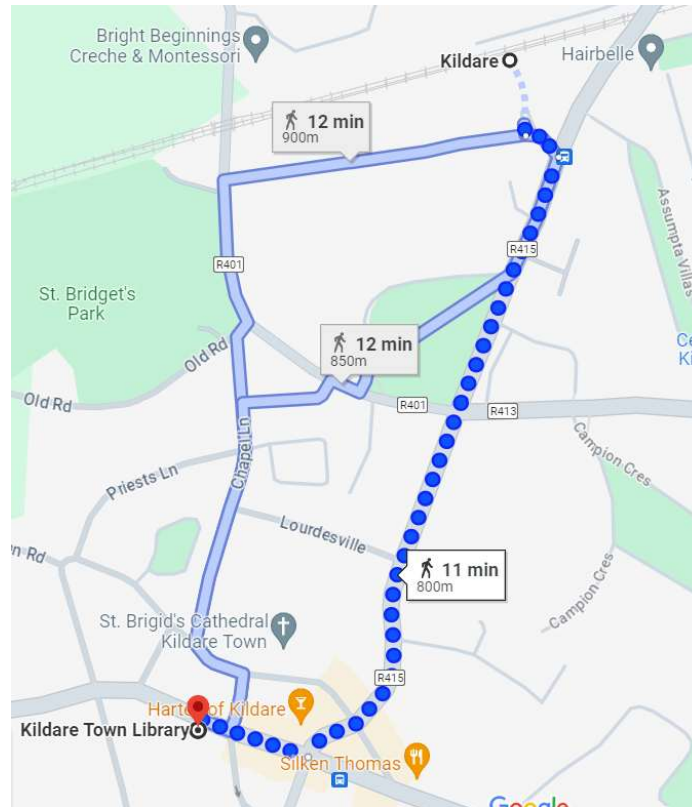 Bright Beginnings
Creche & Montessori
Kildare
Hairbelle
12 min
900m
R415
Assumpta Villas
R401
St. Bridget's
Park
12 min
850m
Old Rd
Old Rd
R401
R413
Chapel Ln
Priests Ln
Campion Cres
Lourdesville
11 min
800m
Campion Cres
St. Brigid's Cathedral
Kildare Town
R415
of Kildare
Kildare Town Library
Silken Thomas
Google